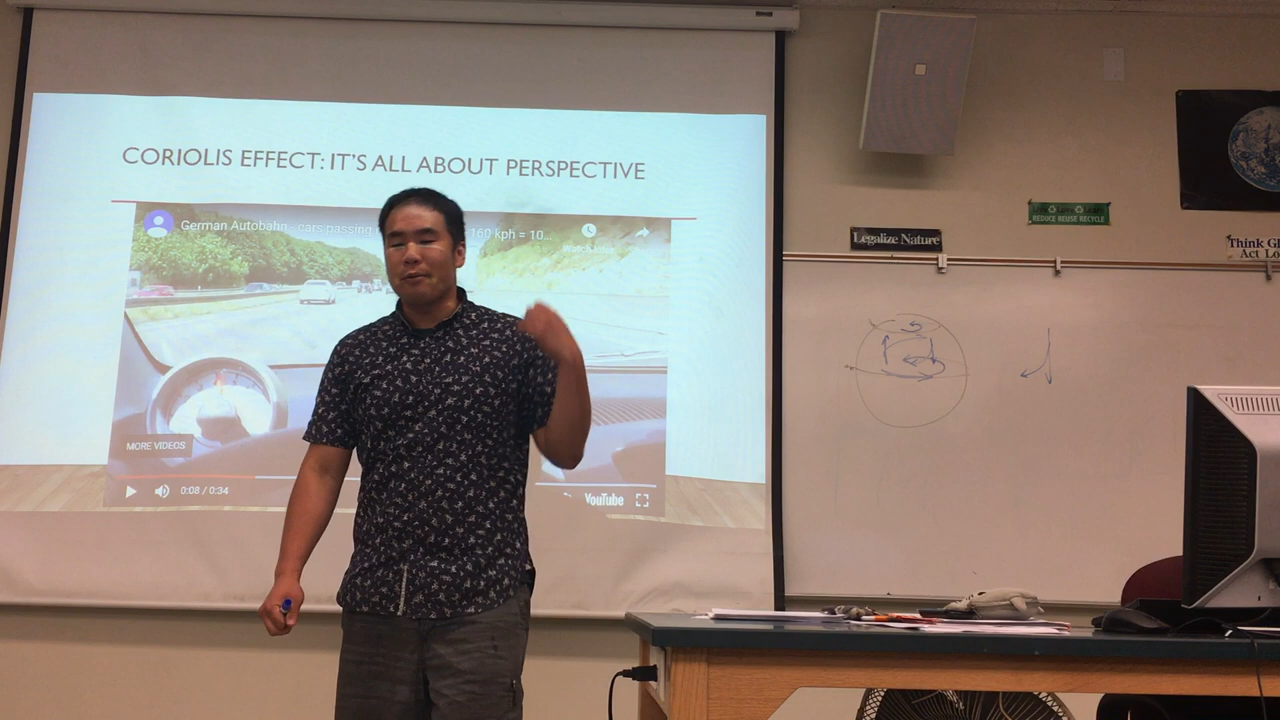 CORIOLIS EFFECT: IT'S ALL ABOUT PERSPECTIVE
German Autobahn cars passing 160 kph = 10...
Watch later
MORE VIDEOS
0:08 / 0:34
YouTube
REDUCE REUSE RECYCLE
Legalize Nature
Think Gl
Act Lo